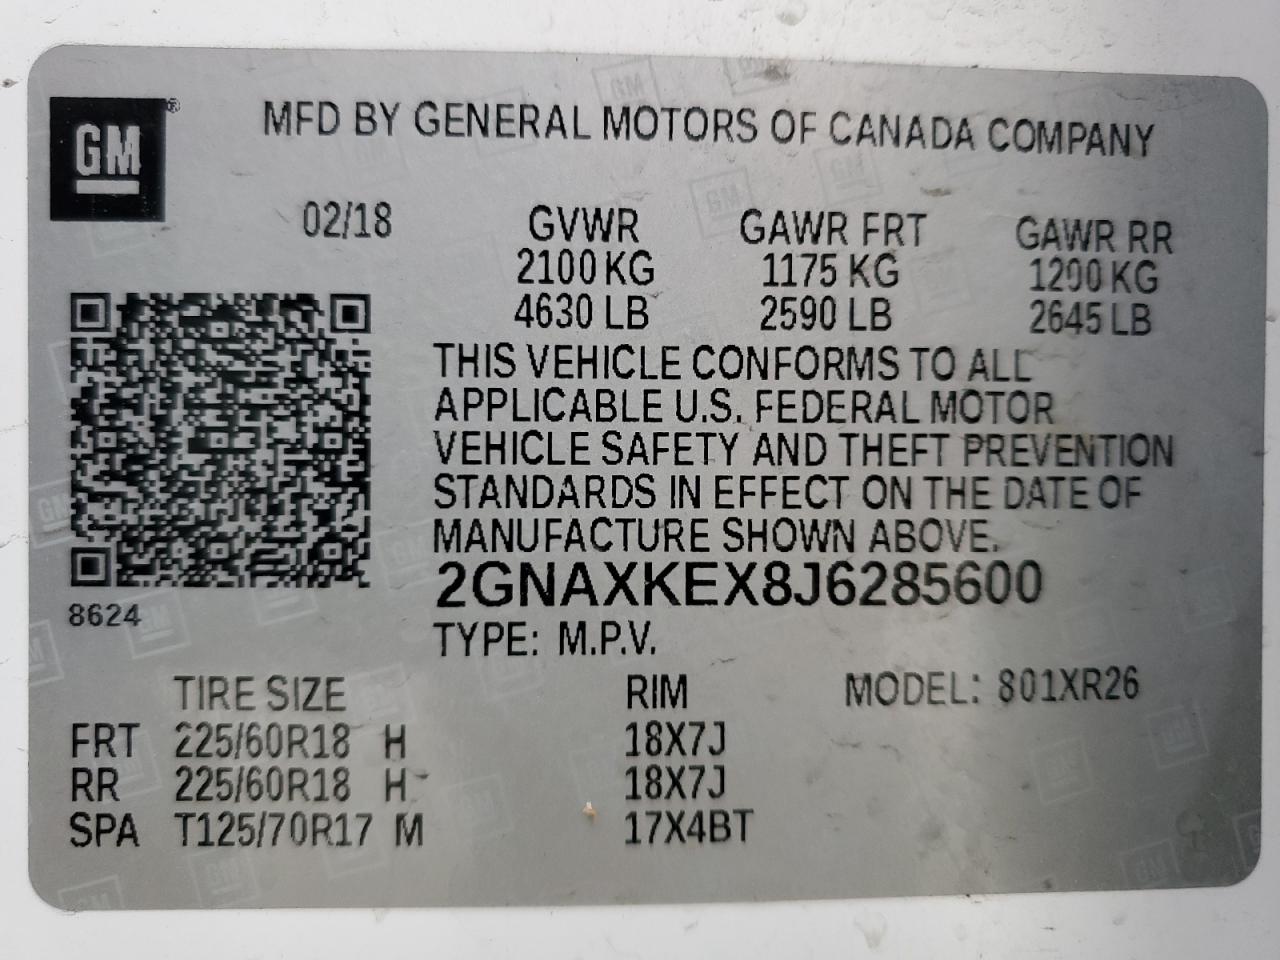 GM®
MFD BY GENERAL MOTORS OF CANADA COMPANY
02/18 GVWR GAWR FRT GAWR RR
2100 KG 1175 KG 1200 KG
4630 LB 2590 LB 2645 LB
THIS VEHICLE CONFORMS TO ALL
APPLICABLE U.S. FEDERAL MOTOR
VEHICLE SAFETY AND THEFT PREVENTION
STANDARDS IN EFFECT ON THE DATE OF
MANUFACTURE SHOWN ABOVE.
2GNAXKEX8J6285600
8624
TYPE: M.P.V.
TIRE SIZE RIM MODEL: 801XR26
FRT 225/60R18 H 18X7J
RR 225/60R18 H 18X7J
SPA T125/70R17 M 17X4BT